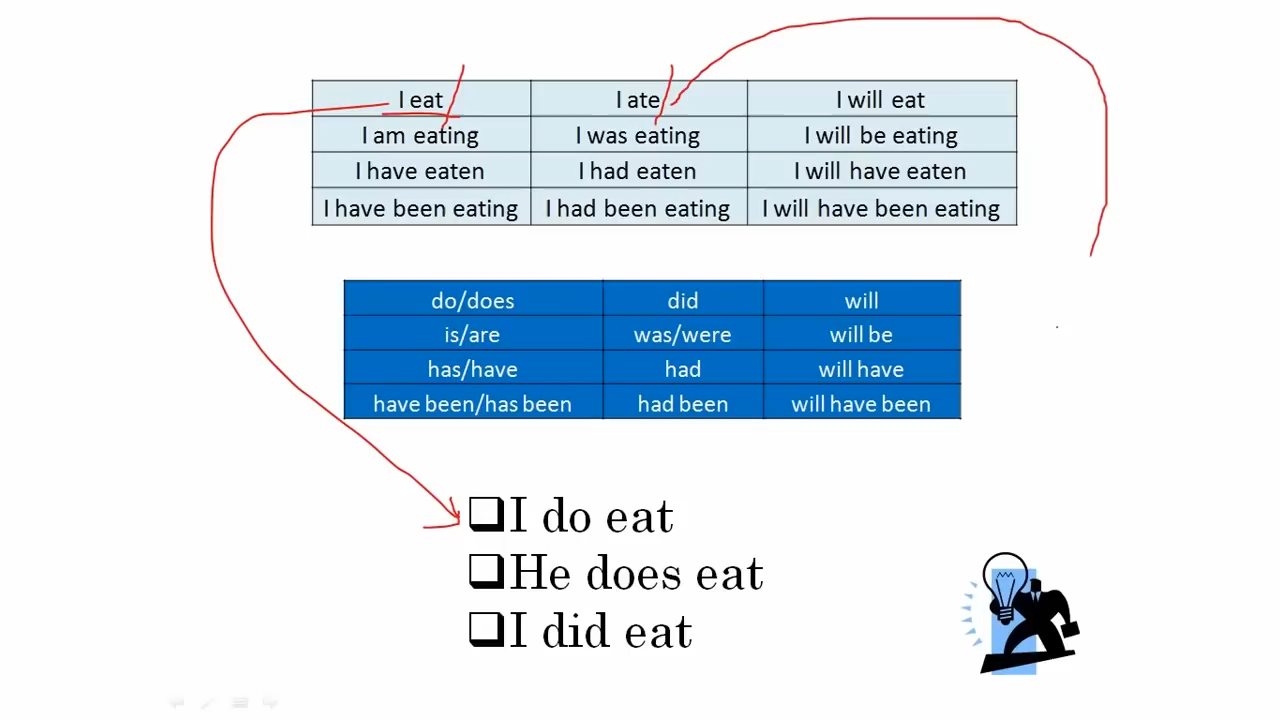 I eat I ate I will eat
I am eating I was eating I will be eating
I have eaten I had eaten I will have eaten
I have been eating I had been eating I will have been eating
do/does did will
is/are was/were will be
has/have had will have
have been/has been had been will have been
I do eat
He does eat
I did eat